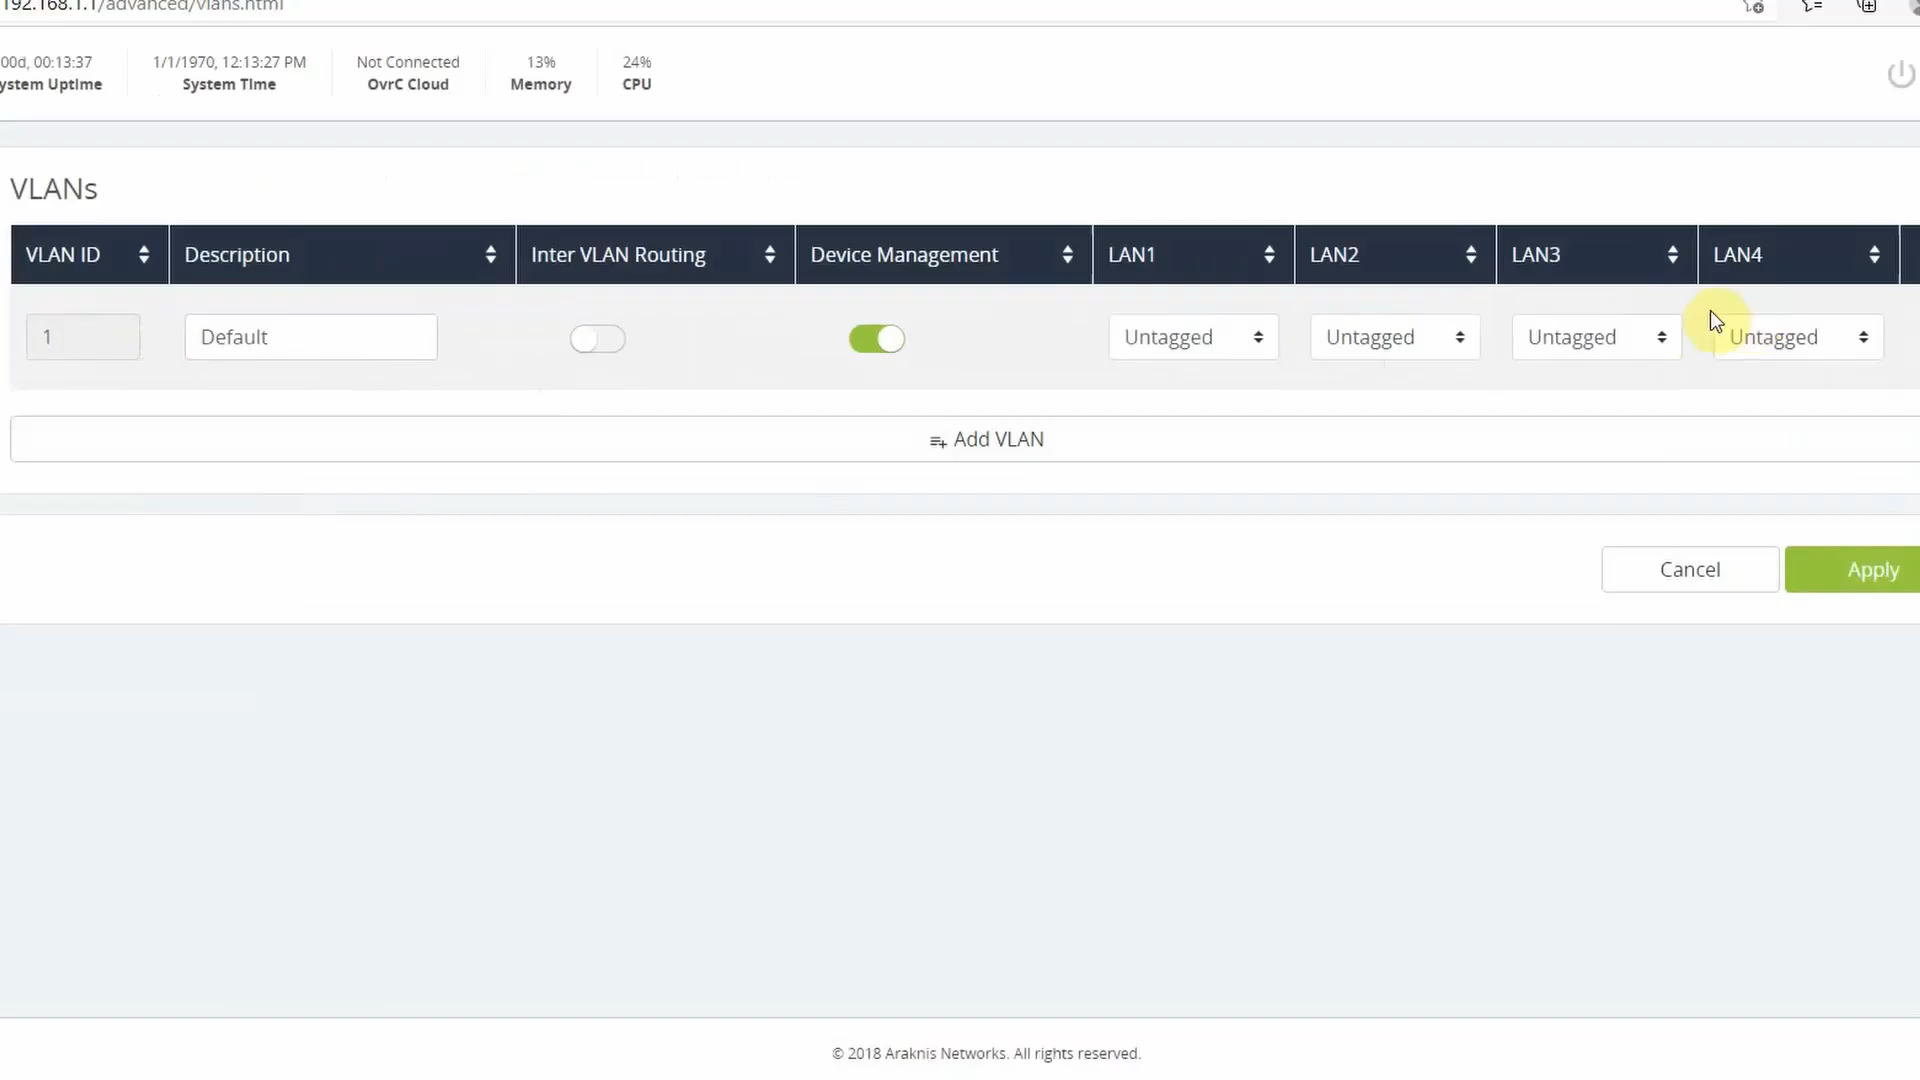 192.168.1.1/advanced/vlans.html
00d, 00:13:37
ystem Uptime
1/1/1970, 12:13:27 PM
System Time
Not Connected
OvrC Cloud
13%
Memory
24%
CPU
VLANs
VLAN ID Description Inter VLAN Routing Device Management LAN1 LAN2 LAN3 LAN4
1 Default Untagged Untagged Untagged Untagged
Add VLAN
Cancel Apply
© 2018 Araknis Networks. All rights reserved.